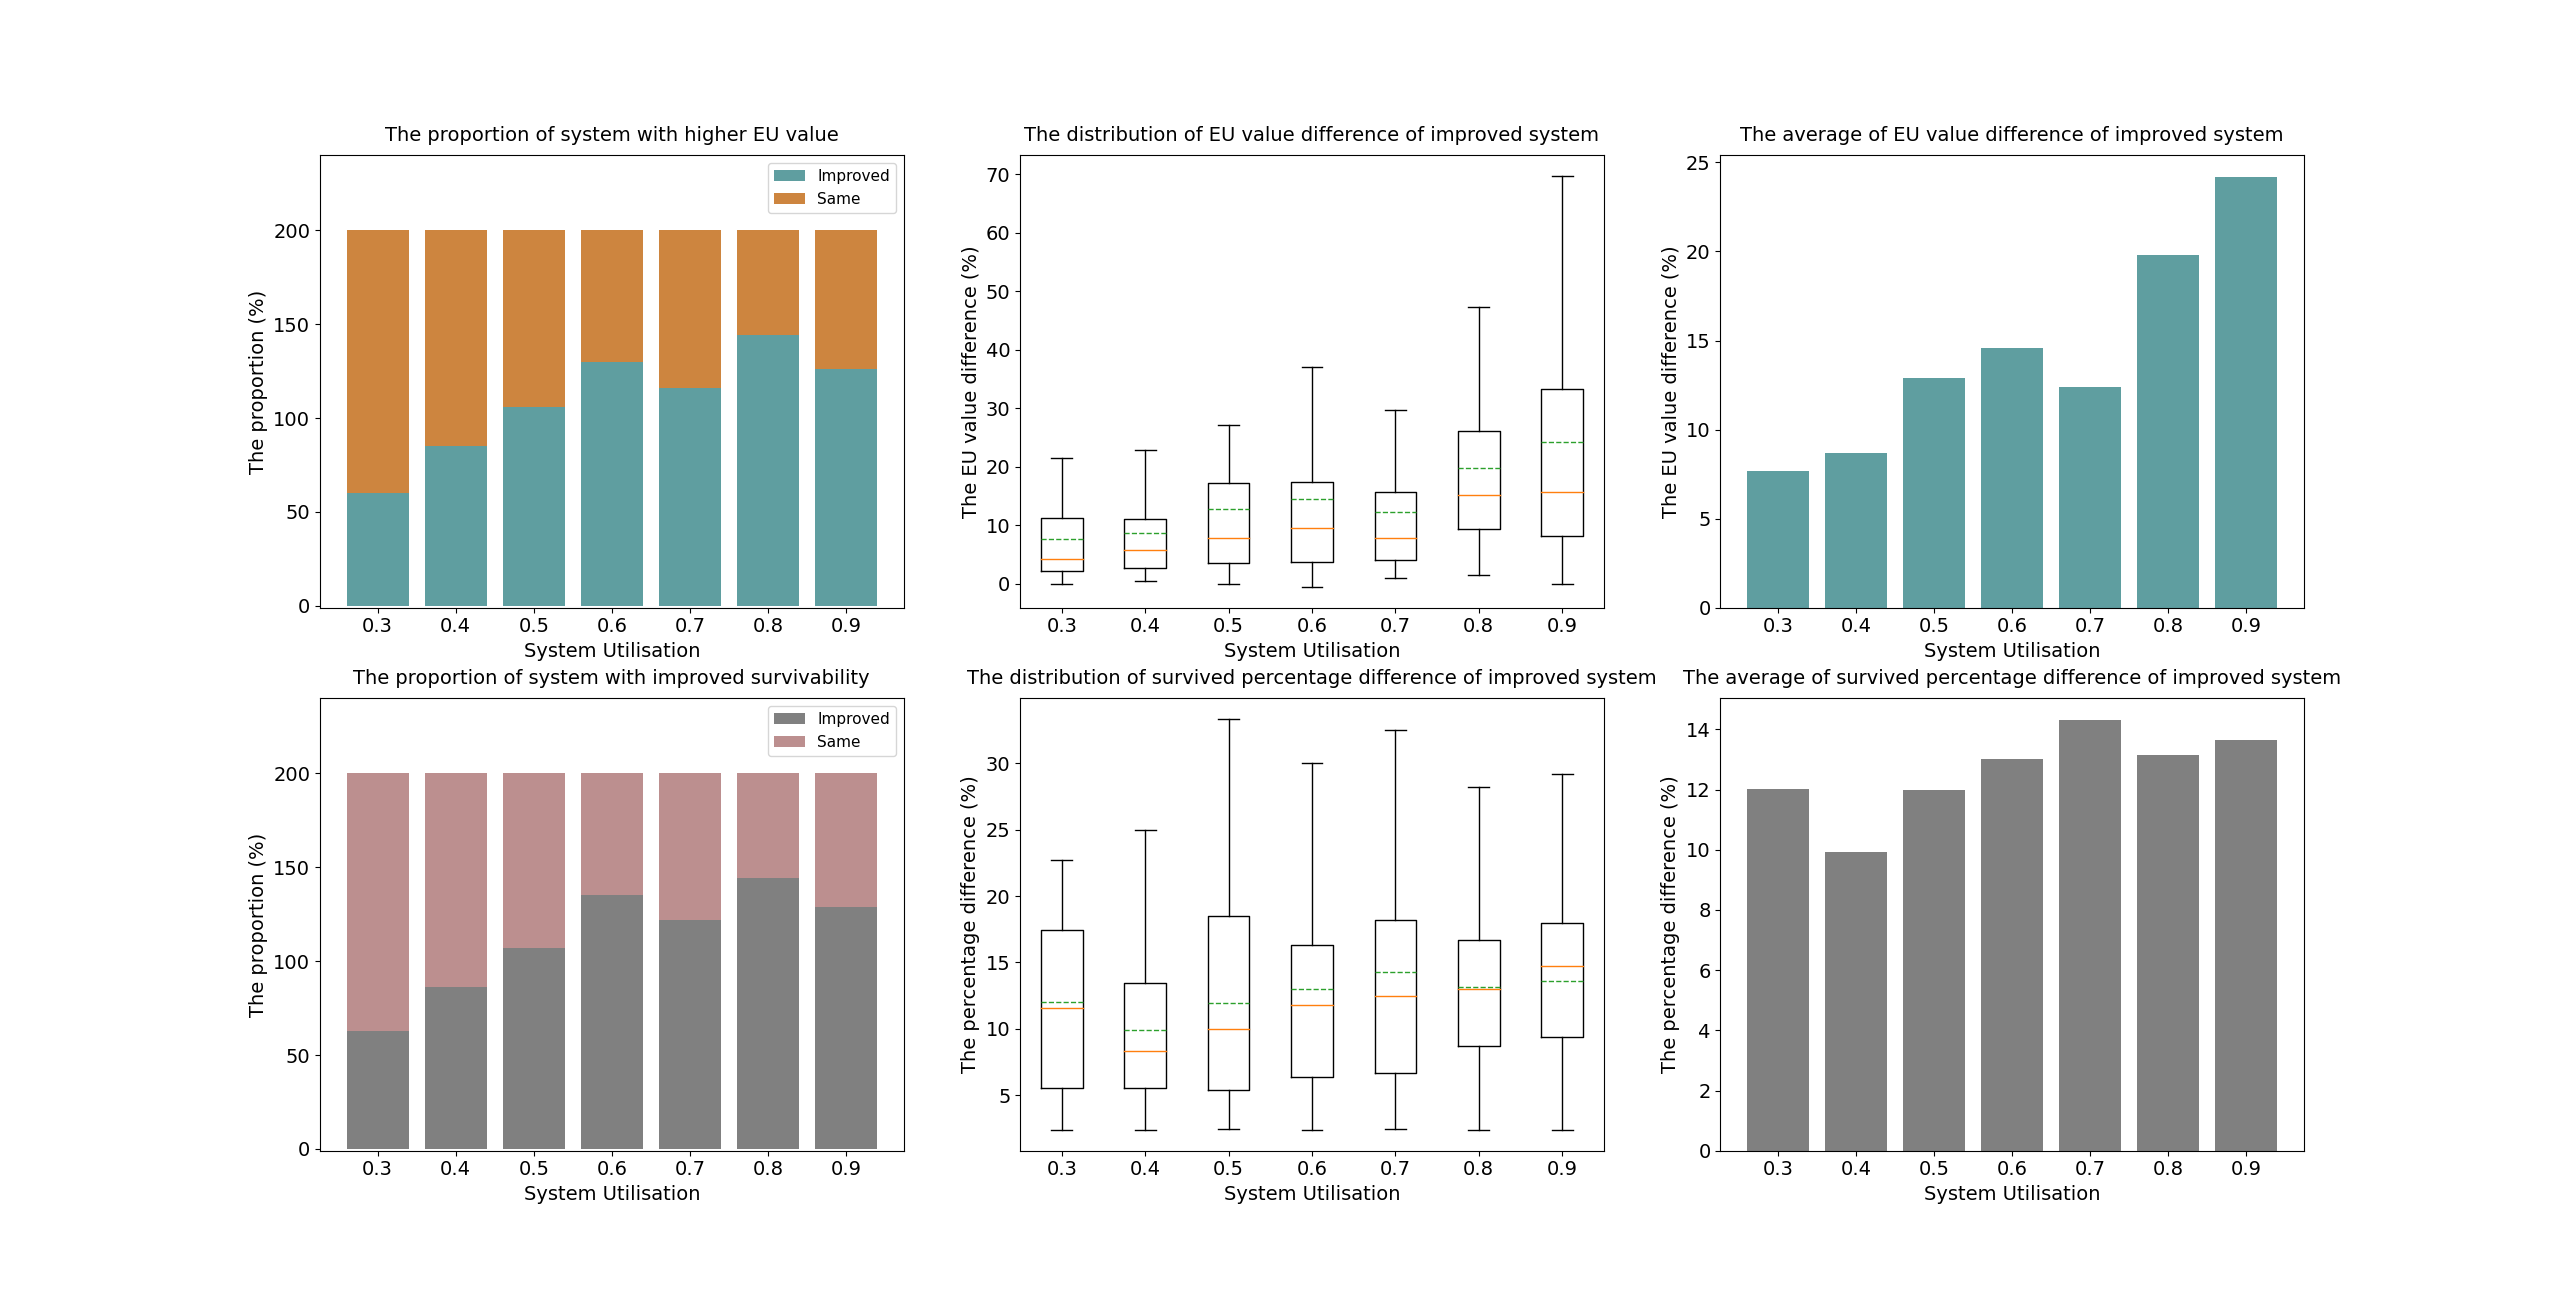 The proportion of system with higher EU value
The proportion (%)
200
150
100
50
0
Improved
Same
0.3 0.4 0.5 0.6 0.7 0.8 0.9
System Utilisation
The distribution of EU value difference of improved system
The EU value difference (%)
70
60
50
40
30
20
10
0
0.3 0.4 0.5 0.6 0.7 0.8 0.9
System Utilisation
The average of EU value difference of improved system
The EU value difference (%)
25
20
15
10
5
0
0.3 0.4 0.5 0.6 0.7 0.8 0.9
System Utilisation
The proportion of system with improved survivability
The proportion (%)
200
150
100
50
0
Improved
Same
0.3 0.4 0.5 0.6 0.7 0.8 0.9
System Utilisation
The distribution of survived percentage difference of improved system
The percentage difference (%)
30
25
20
15
10
5
0.3 0.4 0.5 0.6 0.7 0.8 0.9
System Utilisation
The average of survived percentage difference of improved system
The percentage difference (%)
14
12
10
8
6
4
2
0
0.3 0.4 0.5 0.6 0.7 0.8 0.9
System Utilisation